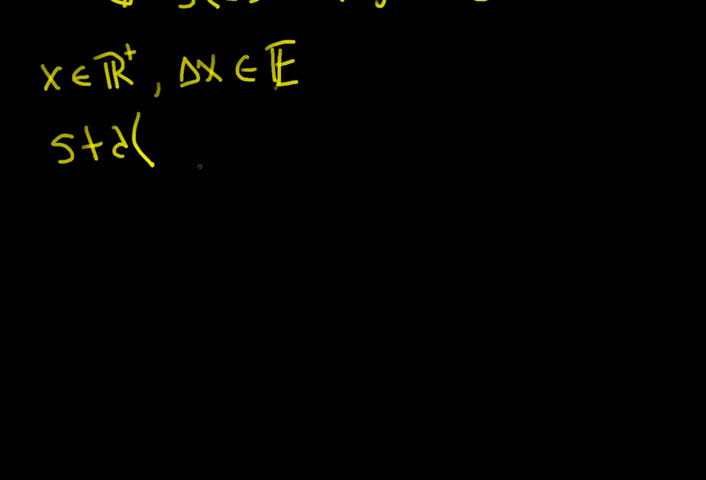 x ∈ ℝ⁺, Δx ∈ 𝔼
std(